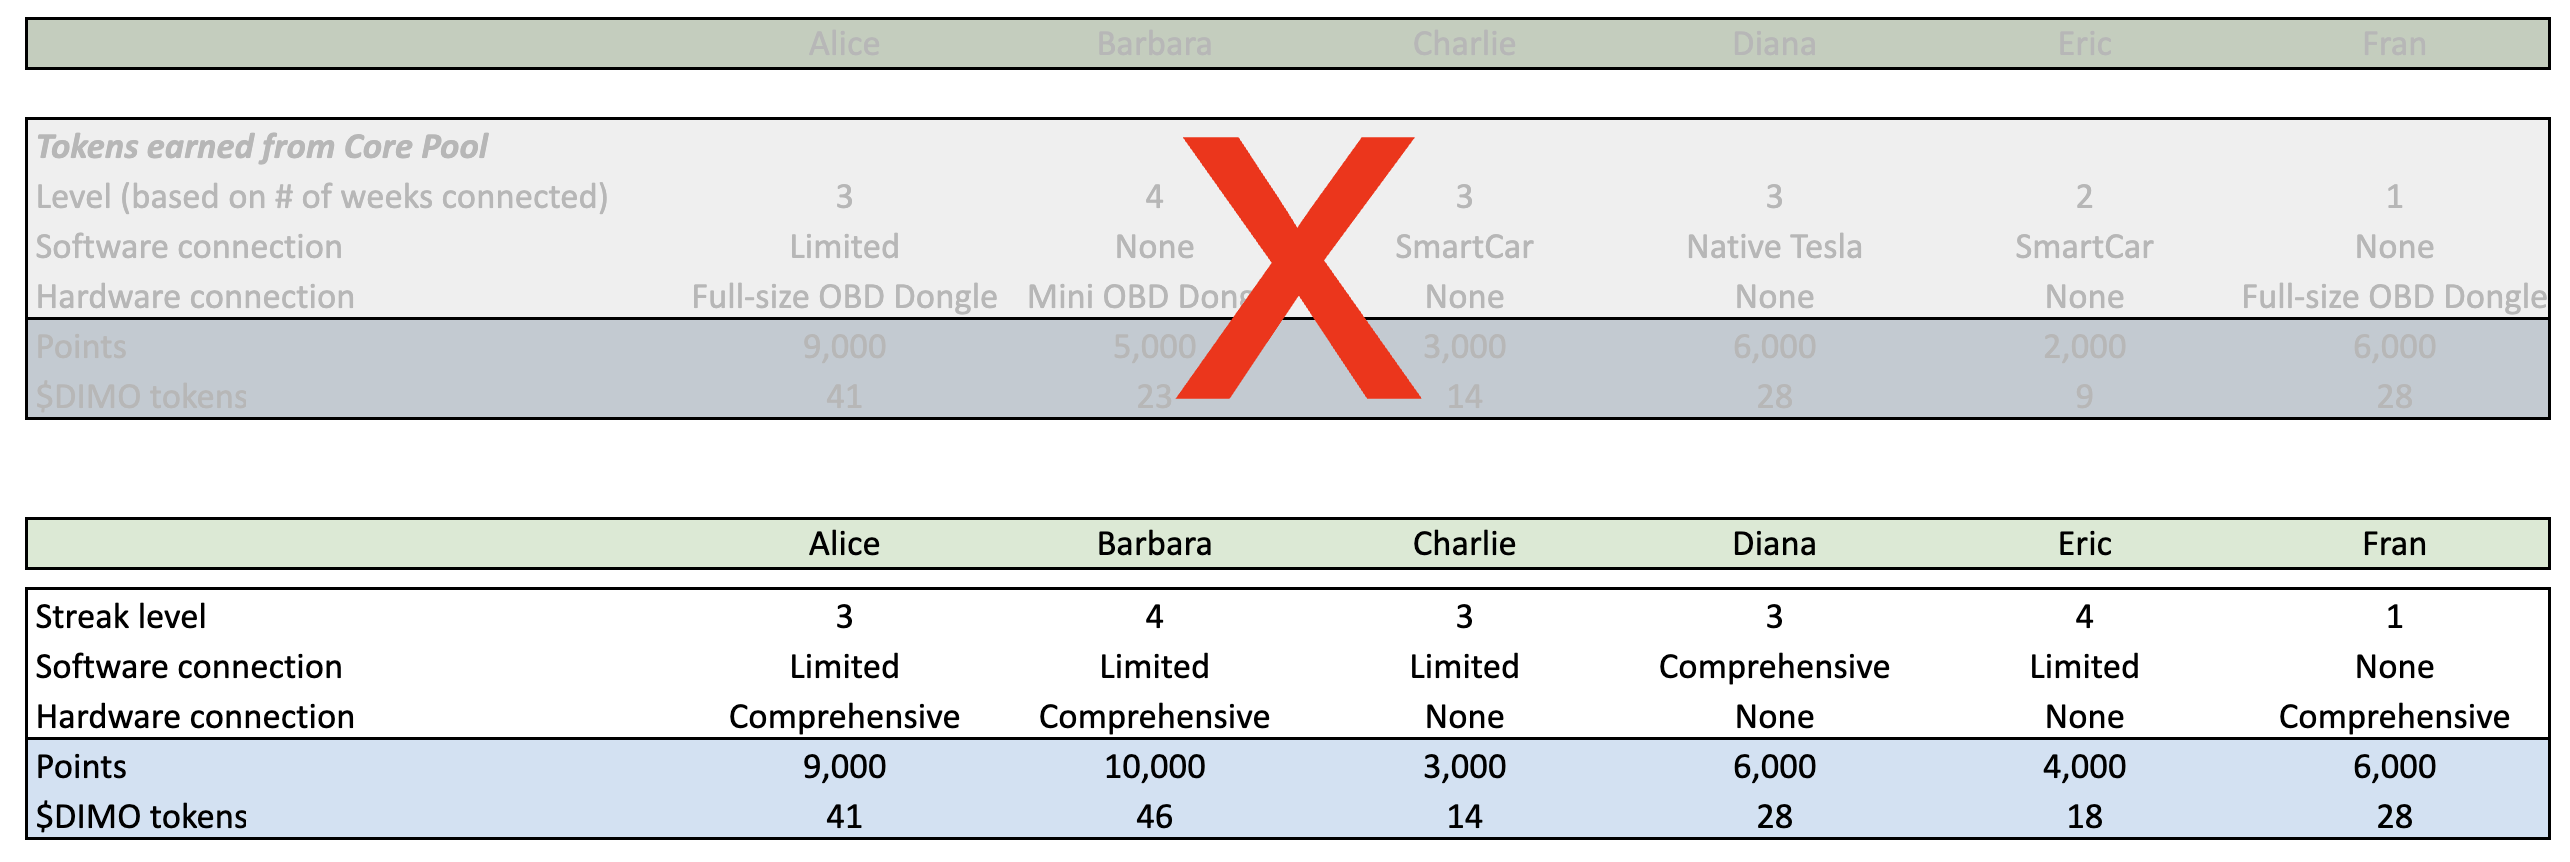 Alice Barbara Charlie Diana Eric Fran
Tokens earned from Core Pool
Level (based on # of weeks connected) 3 4 3 3 2 1
Software connection Limited None SmartCar Native Tesla SmartCar None
Hardware connection Full-size OBD Dongle Mini OBD Dong None None None Full-size OBD Dongle
Points 9,000 5,000 3,000 6,000 2,000 6,000
$DIMO tokens 41 23 14 28 9 28
X
Alice Barbara Charlie Diana Eric Fran
Streak level 3 4 3 3 4 1
Software connection Limited Limited Limited Comprehensive Limited None
Hardware connection Comprehensive Comprehensive None None None Comprehensive
Points 9,000 10,000 3,000 6,000 4,000 6,000
$DIMO tokens 41 46 14 28 18 28